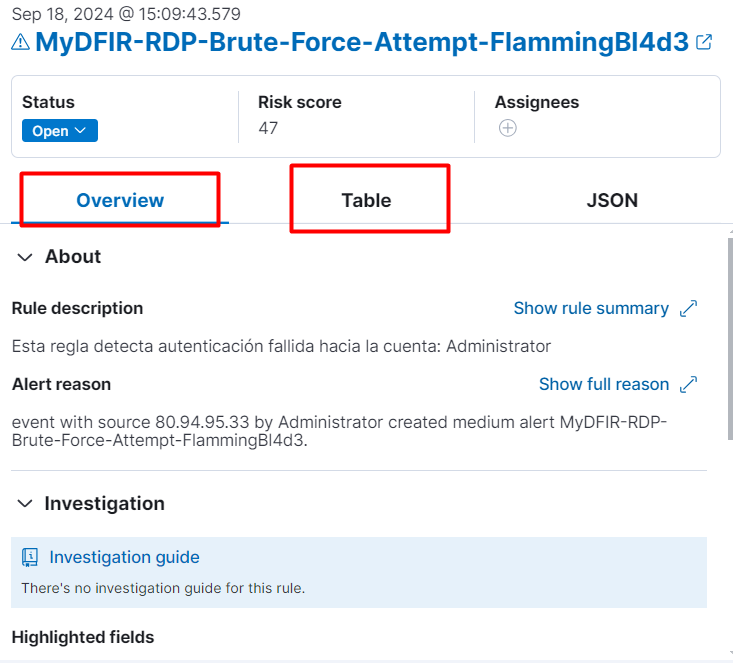 Sep 18, 2024 @ 15:09:43.579
MyDFIR-RDP-Brute-Force-Attempt-FlammingBl4d3
Status
Risk score
Assignees
Open
47
Overview
Table
JSON
About
Rule description
Show rule summary
Esta regla detecta autenticación fallida hacia la cuenta: Administrator
Alert reason
Show full reason
event with source 80.94.95.33 by Administrator created medium alert MyDFIR-RDP-
Brute-Force-Attempt-FlammingBl4d3.
Investigation
Investigation guide
There's no investigation guide for this rule.
Highlighted fields